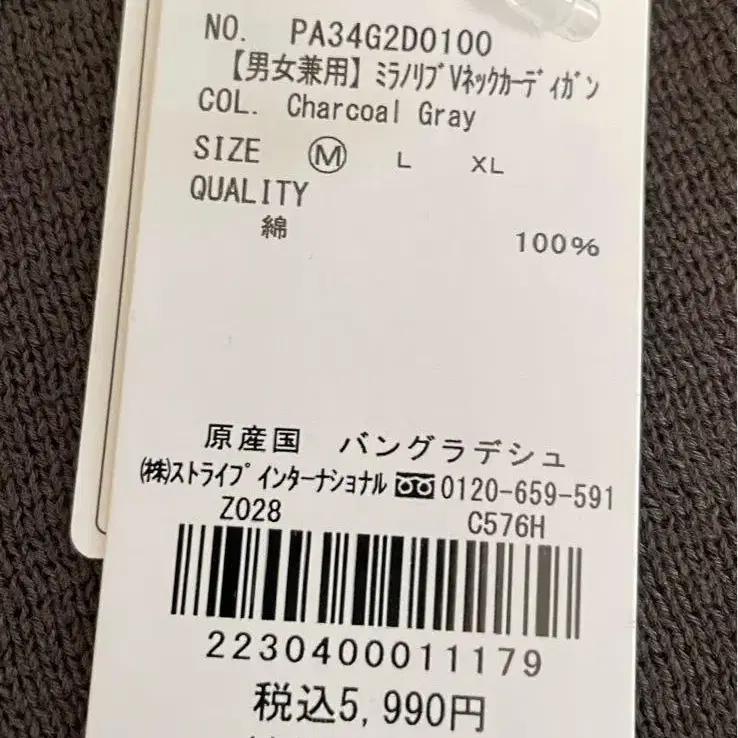 NO. PA34G2D0100
【男女兼用】ミラノリブVネックカーディガン
COL. Charcoal Gray
SIZE Ⓜ L XL
QUALITY
綿 100%
原産国 バングラデシュ
(株)ストライプインターナショナル 0120-659-591
Z028 C576H
2230400011179
税込5,990円